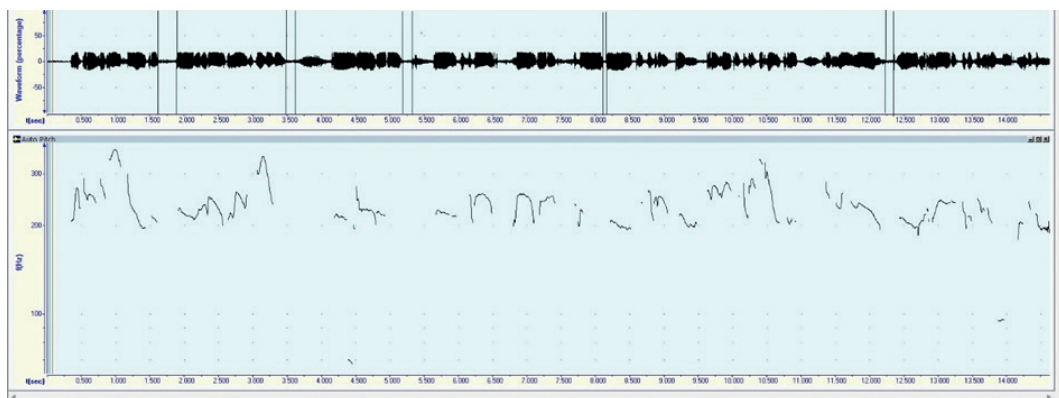 Waveform (percentage)
50
0
-50
t(sec) 0.500 1.000 1.500 2.000 2.500 3.000 3.500 4.000 4.500 5.000 5.500 6.000 6.500 7.000 7.500 8.000 8.500 9.000 9.500 10.000 10.500 11.000 11.500 12.000 12.500 13.000 13.500 14.000
Auto Pitch
f(Hz)
300
200
100
t(sec) 0.500 1.000 1.500 2.000 2.500 3.000 3.500 4.000 4.500 5.000 5.500 6.000 6.500 7.000 7.500 8.000 8.500 9.000 9.500 10.000 10.500 11.000 11.500 12.000 12.500 13.000 13.500 14.000